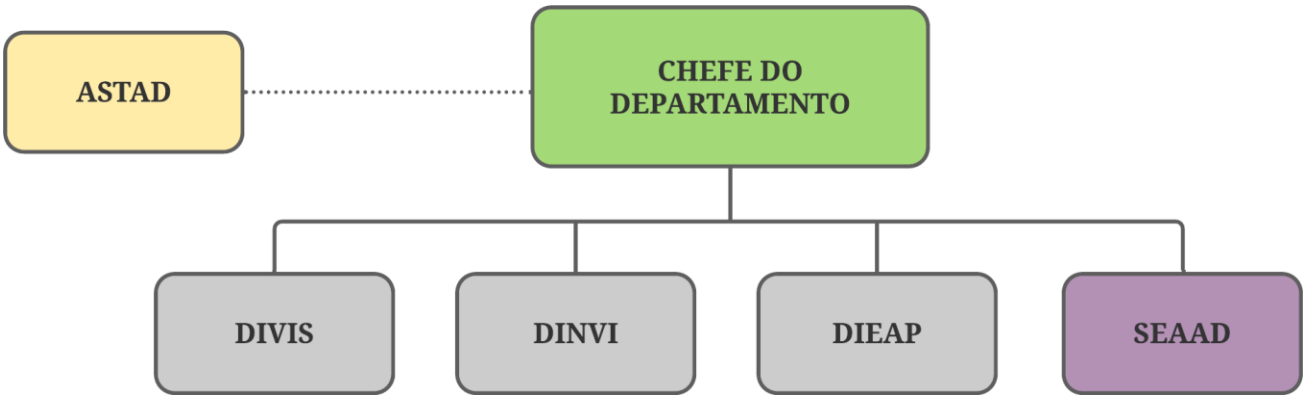 ASTAD
CHEFE DO
DEPARTAMENTO
DIVIS
DINVI
DIEAP
SEAAD